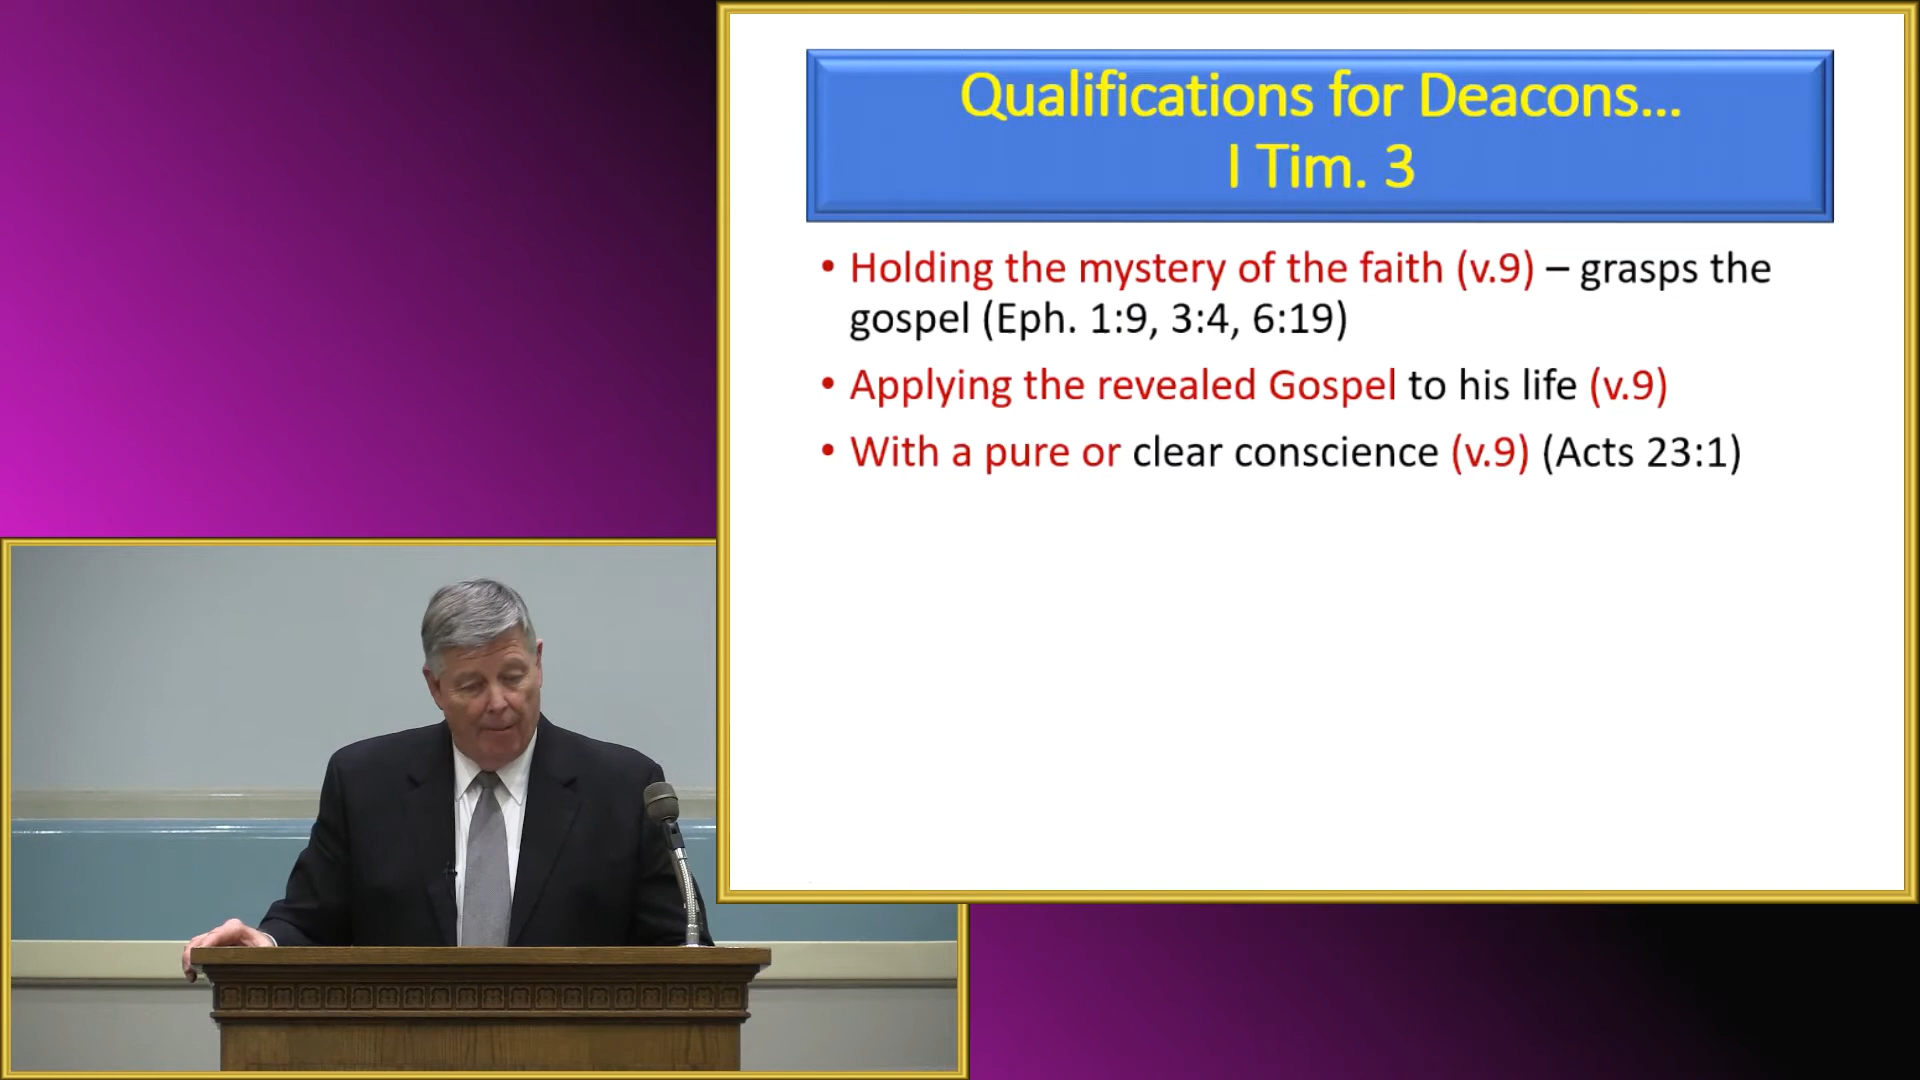 Qualifications for Deacons...
I Tim. 3
• Holding the mystery of the faith (v.9) – grasps the
gospel (Eph. 1:9, 3:4, 6:19)
• Applying the revealed Gospel to his life (v.9)
• With a pure or clear conscience (v.9) (Acts 23:1)